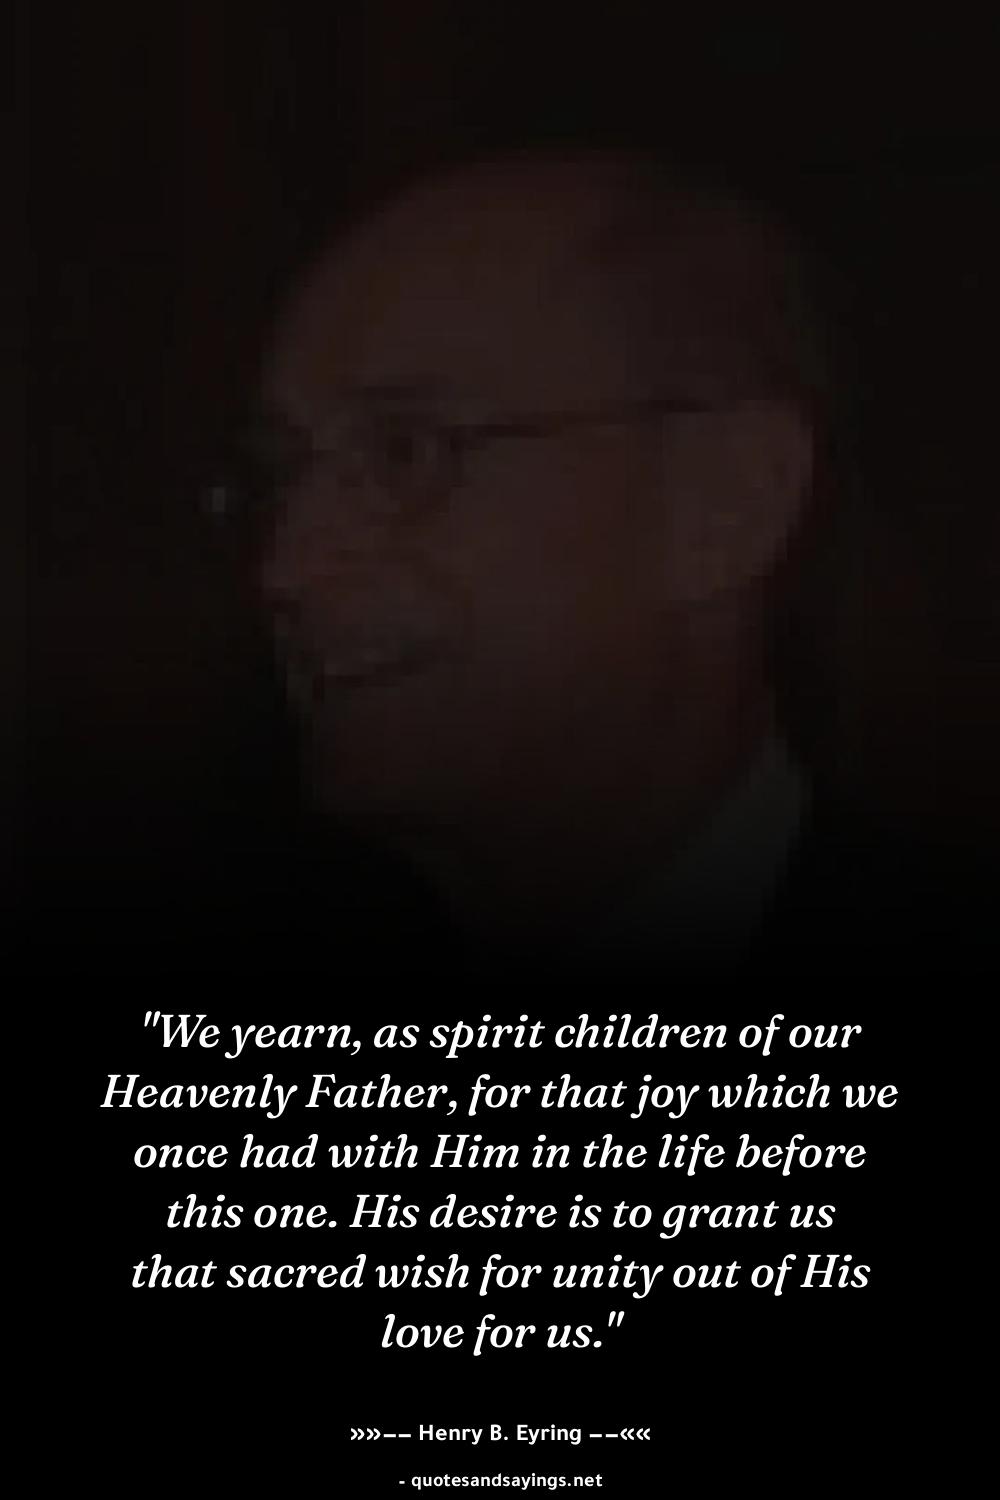 "We yearn, as spirit children of our
Heavenly Father, for that joy which we
once had with Him in the life before
this one. His desire is to grant us
that sacred wish for unity out of His
love for us."
»»–– Henry B. Eyring ––««
- quotesandsayings.net